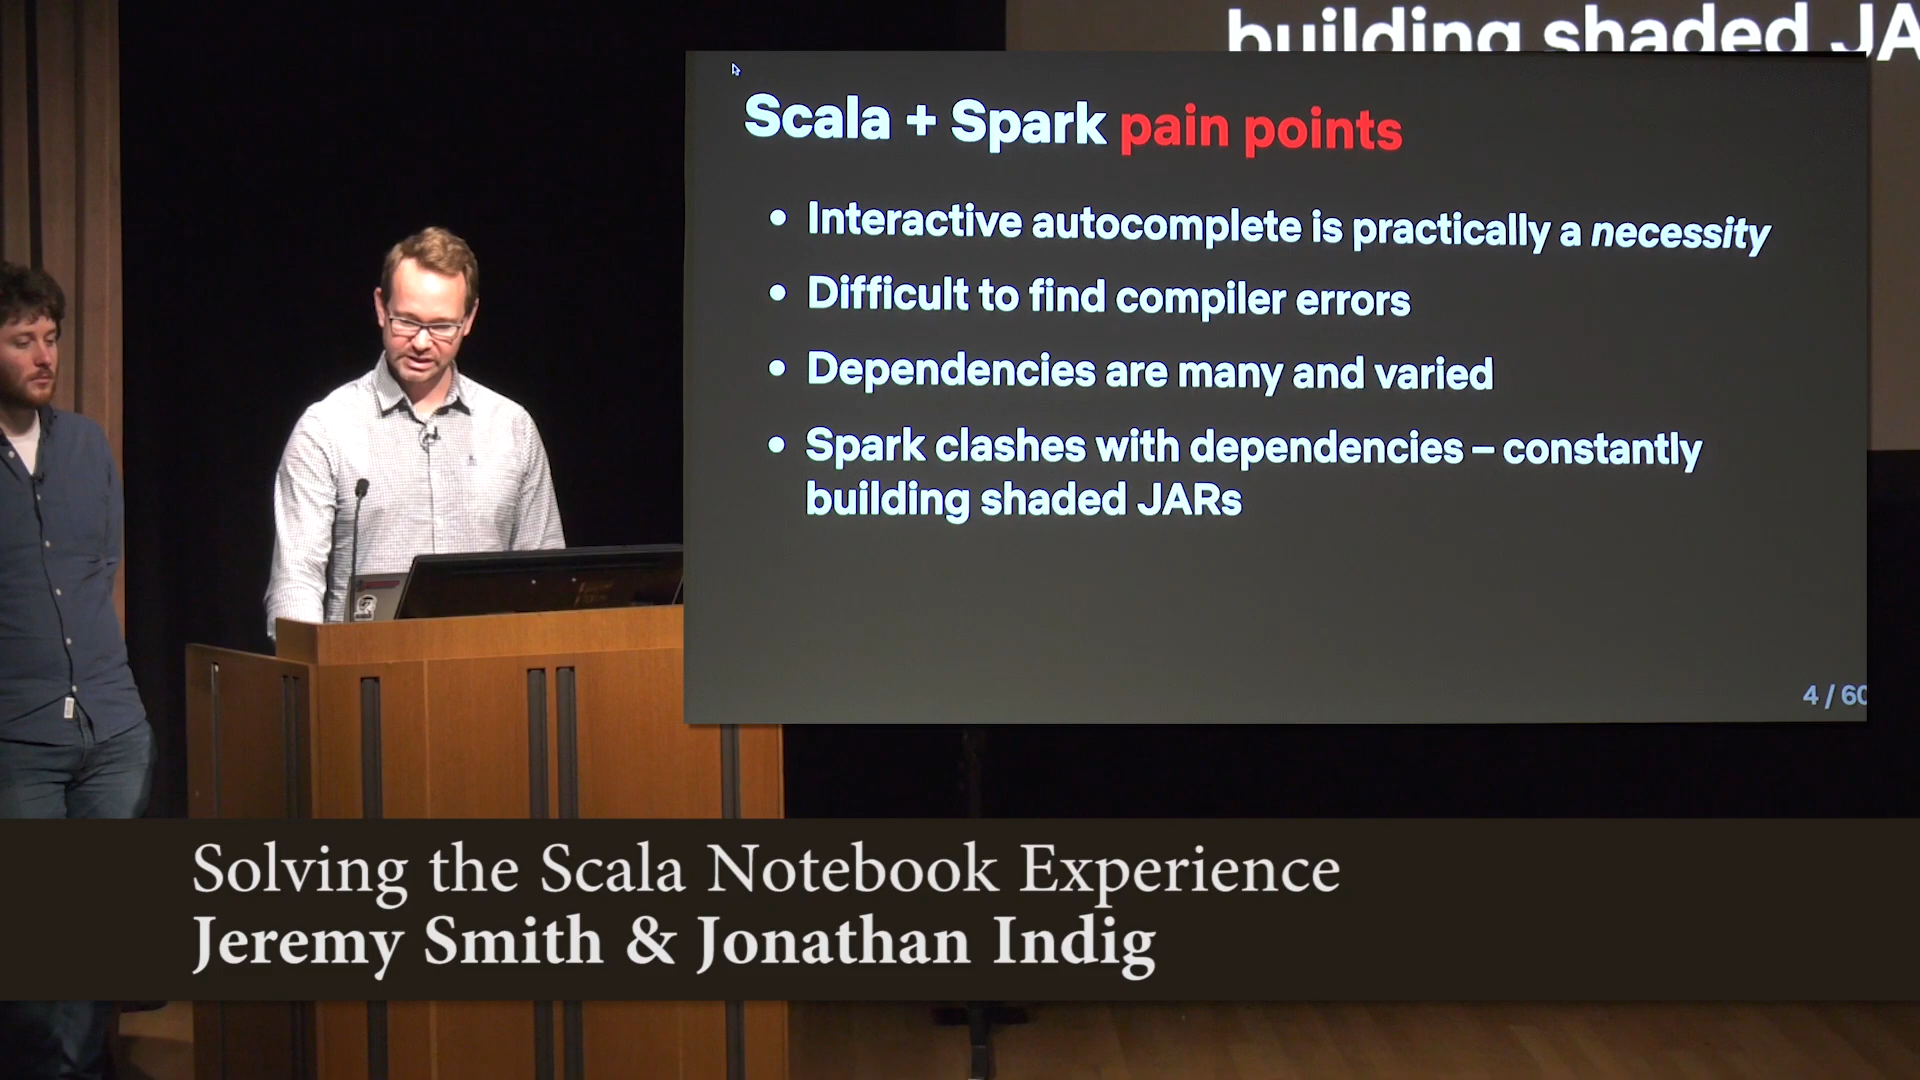 building shaded JA
Scala + Spark pain points
• Interactive autocomplete is practically a necessity
• Difficult to find compiler errors
• Dependencies are many and varied
• Spark clashes with dependencies – constantly
building shaded JARs
4 / 60
Solving the Scala Notebook Experience
Jeremy Smith & Jonathan Indig